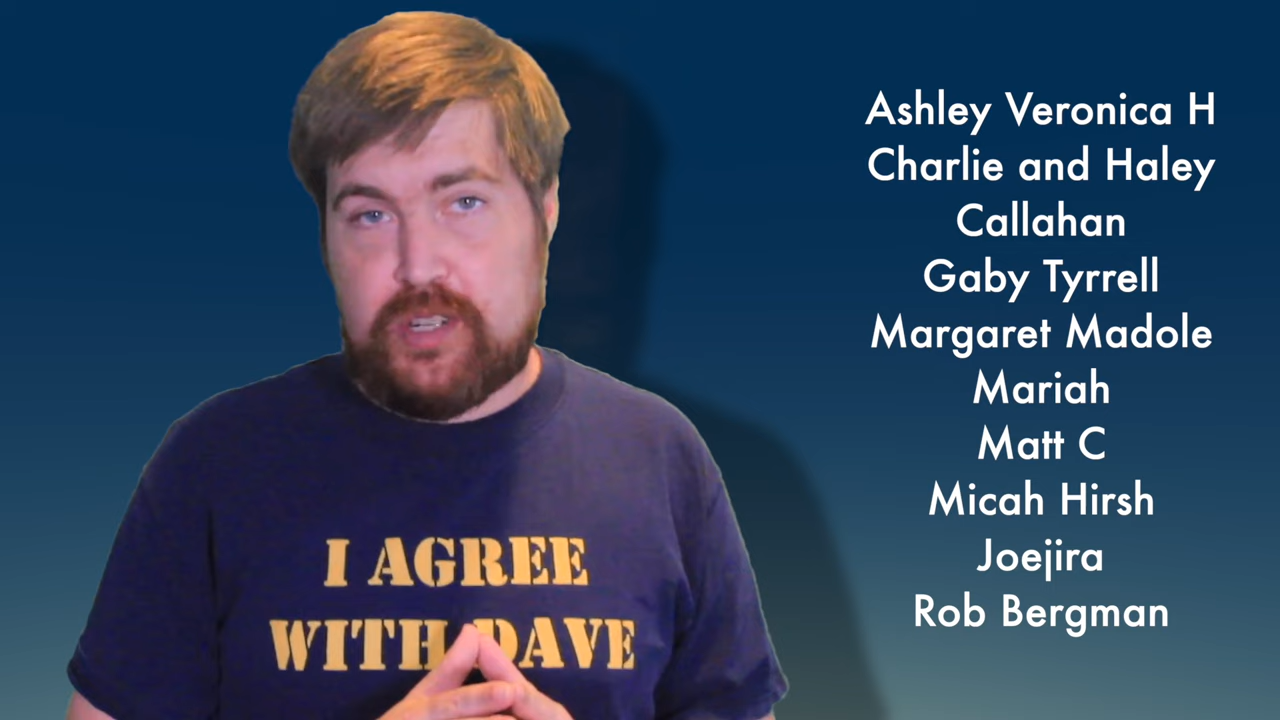 Ashley Veronica H
Charlie and Haley
Callahan
Gaby Tyrrell
Margaret Madole
Mariah
Matt C
Micah Hirsh
Joejira
Rob Bergman
I AGREE
WITH DAVE